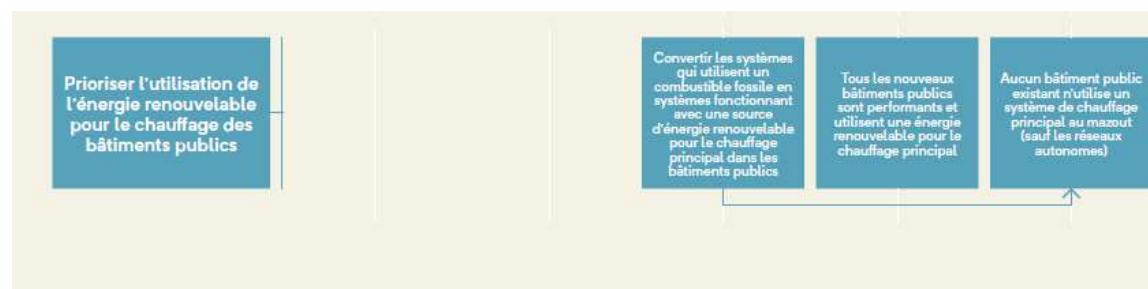 Prioriser l'utilisation de
l'énergie renouvelable
pour le chauffage des
bâtiments publics
Convertir les systèmes
qui utilisent un
combustible fossile en
systèmes fonctionnant
avec une source
d'énergie renouvelable
pour le chauffage
principal dans les
bâtiments publics
Tous les nouveaux
bâtiments publics
sont performants et
utilisent une énergie
renouvelable pour le
chauffage principal
Aucun bâtiment public
existant n'utilise un
système de chauffage
principal au mazout
(sauf les réseaux
autonomes)